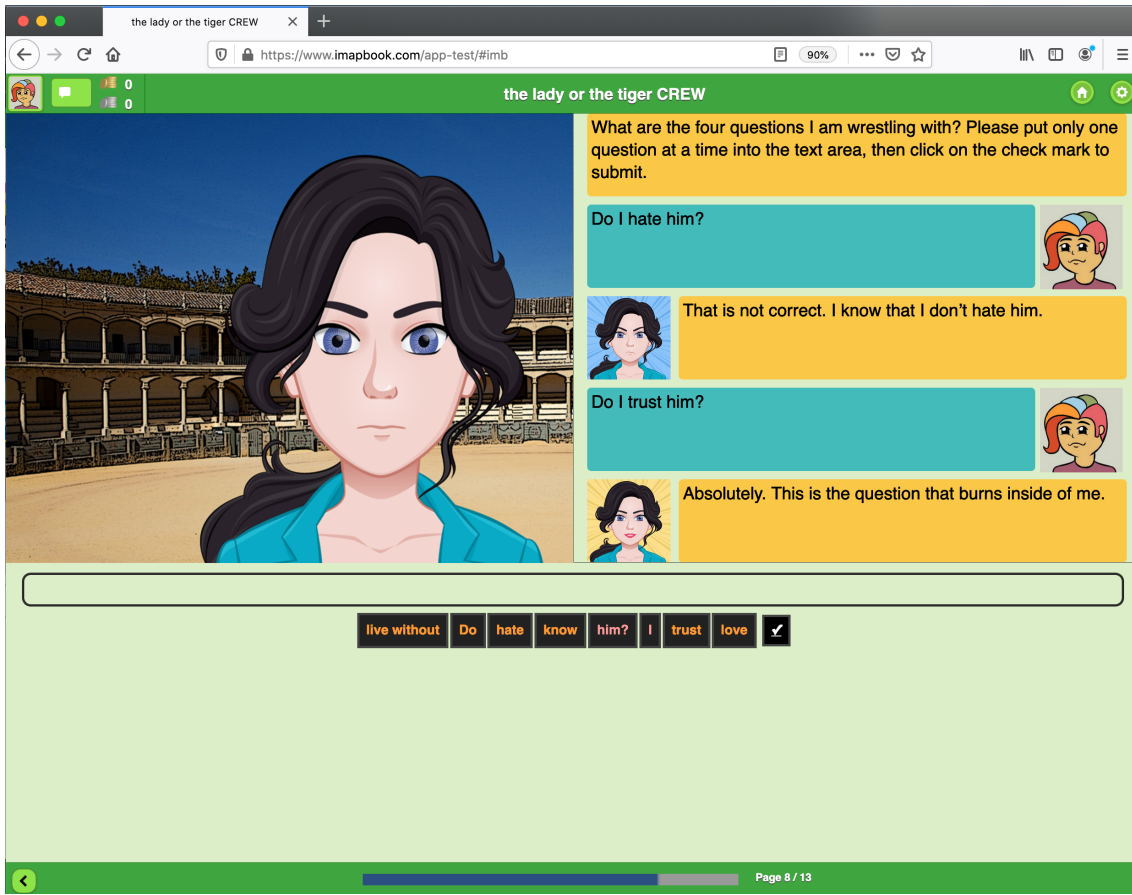 the lady or the tiger CREW
https://www.imapbook.com/app-test/#imb
90%
0
0
the lady or the tiger CREW
What are the four questions I am wrestling with? Please put only one
question at a time into the text area, then click on the check mark to
submit.
Do I hate him?
That is not correct. I know that I don’t hate him.
Do I trust him?
Absolutely. This is the question that burns inside of me.
live without Do hate know him? I trust love
Page 8 / 13